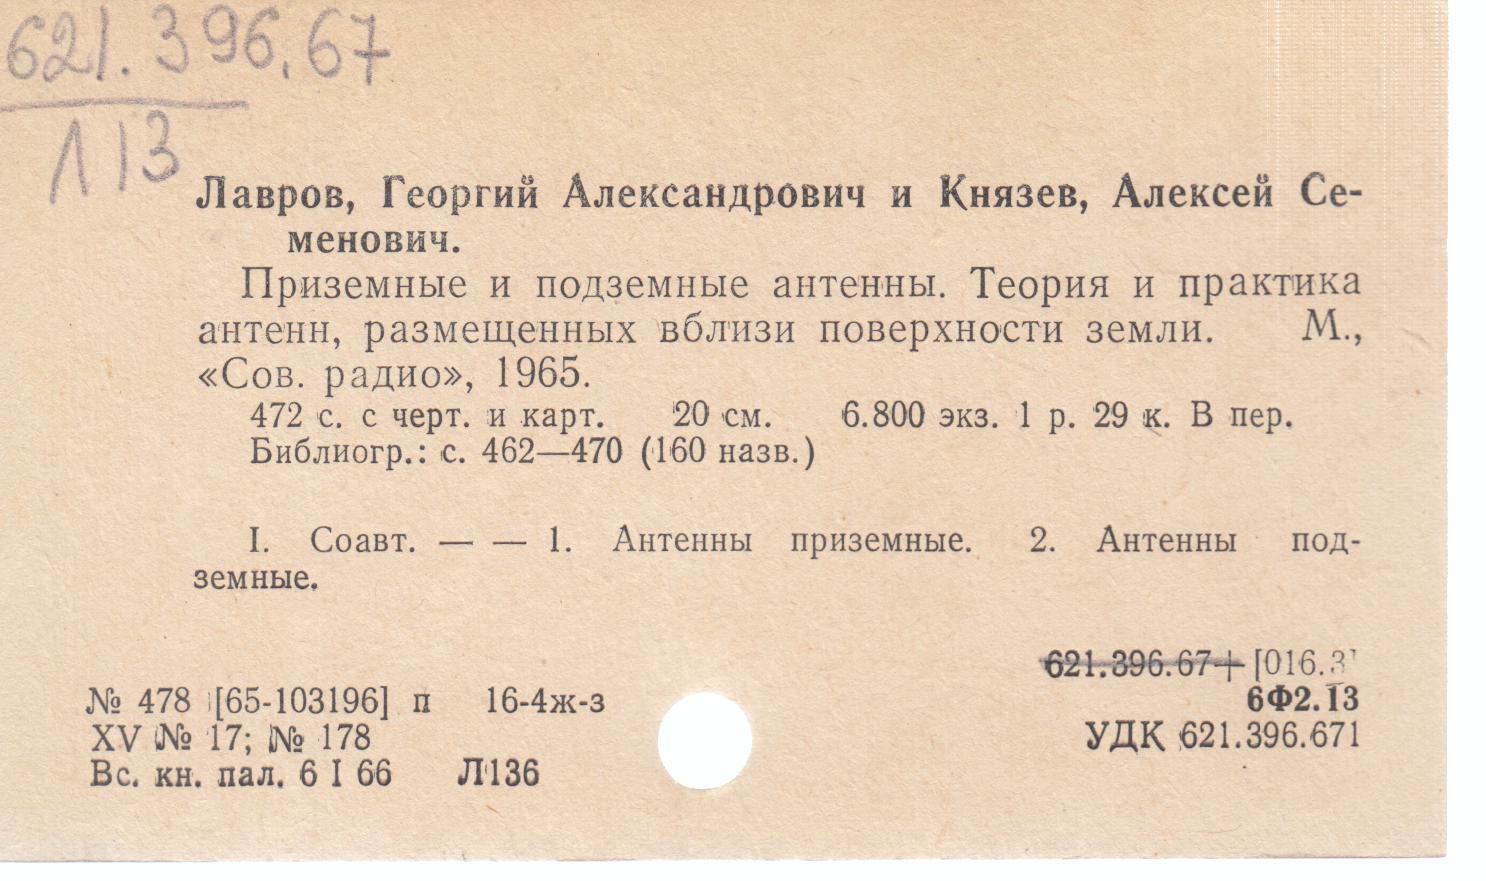 621.396.67
Л13
Лавров, Георгий Александрович и Князев, Алексей Се-
менович.
Приземные и подземные антенны. Теория и практика
антенн, размещенных вблизи поверхности земли. М.,
«Сов. радио», 1965.
472 с. с черт. и карт. 20 см. 6.800 экз. 1 р. 29 к. В пер.
Библиогр.: с. 462—470 (160 назв.)
I. Соавт. — — 1. Антенны приземные. 2. Антенны под-
земные.
621.396.67+[016.3]
6Ф2.13
№ 478 [65-103196] п 16-4ж-з
XV № 17; № 178
УДК 621.396.671
Вс. кн. пал. 6 I 66 Л136